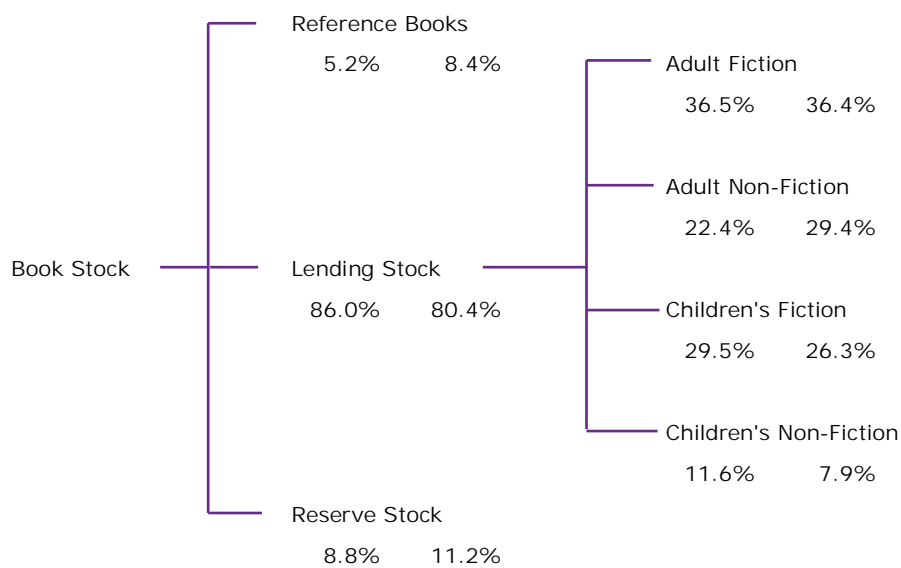 Reference Books
5.2% 8.4%
Adult Fiction
36.5% 36.4%
Adult Non-Fiction
22.4% 29.4%
Book Stock
Lending Stock
86.0% 80.4%
Children's Fiction
29.5% 26.3%
Children's Non-Fiction
11.6% 7.9%
Reserve Stock
8.8% 11.2%